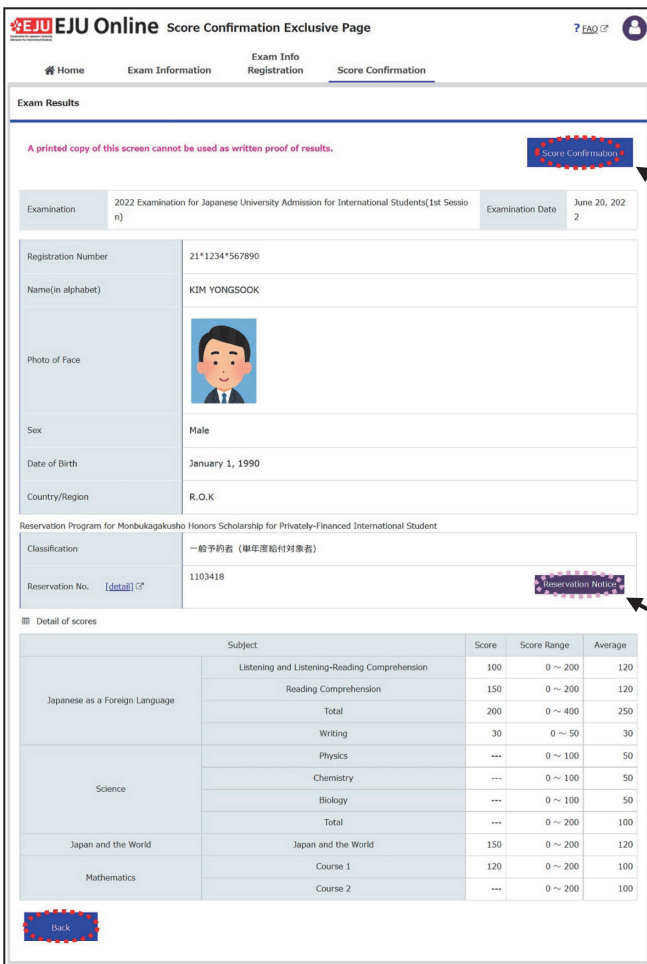 EJU EJU Online Score Confirmation Exclusive Page ? FAQ
Home Exam Information Exam Info Registration Score Confirmation
Exam Results
A printed copy of this screen cannot be used as written proof of results.
Score Confirmation
Examination 2022 Examination for Japanese University Admission for International Students(1st Sessio
n) Examination Date June 20, 202
2
Registration Number 21*1234*567890
Name(in alphabet) KIM YONGSOOK
Photo of Face
Sex Male
Date of Birth January 1, 1990
Country/Region R.O.K
Reservation Program for Monbukagakusho Honors Scholarship for Privately-Financed International Student
Classification 一般予約者（単年度給付対象者）
Reservation No. [detail] 1103418 Reservation Notice
Detail of scores
Subject Score Score Range Average
Japanese as a Foreign Language
Listening and Listening-Reading Comprehension 100 0 ～ 200 120
Reading Comprehension 150 0 ～ 200 120
Total 200 0 ～ 400 250
Writing 30 0 ～ 50 30
Science
Physics --- 0 ～ 100 50
Chemistry --- 0 ～ 100 50
Biology --- 0 ～ 100 50
Total --- 0 ～ 200 100
Japan and the World Japan and the World 150 0 ～ 200 120
Mathematics
Course 1 120 0 ～ 200 100
Course 2 --- 0 ～ 200 100
Back